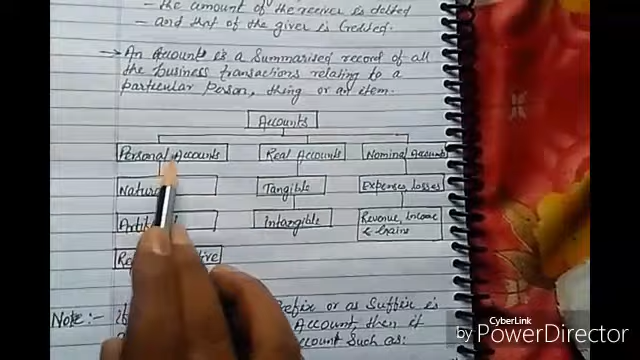 - the amount of the receiver is debted
- and that of the giver is Credited.
→ An Account is a Summarised record of all
the business transactions relating to a
particular Person, thing or an item.
Accounts
Personal Accounts Real Accounts Nominal Accounts
Tangible Expenses losses
Intangible Revenue, Income
& Gains
Note:- Prefix or as Suffix is
Account, then it
Account Such as:
CyberLink
by PowerDirector